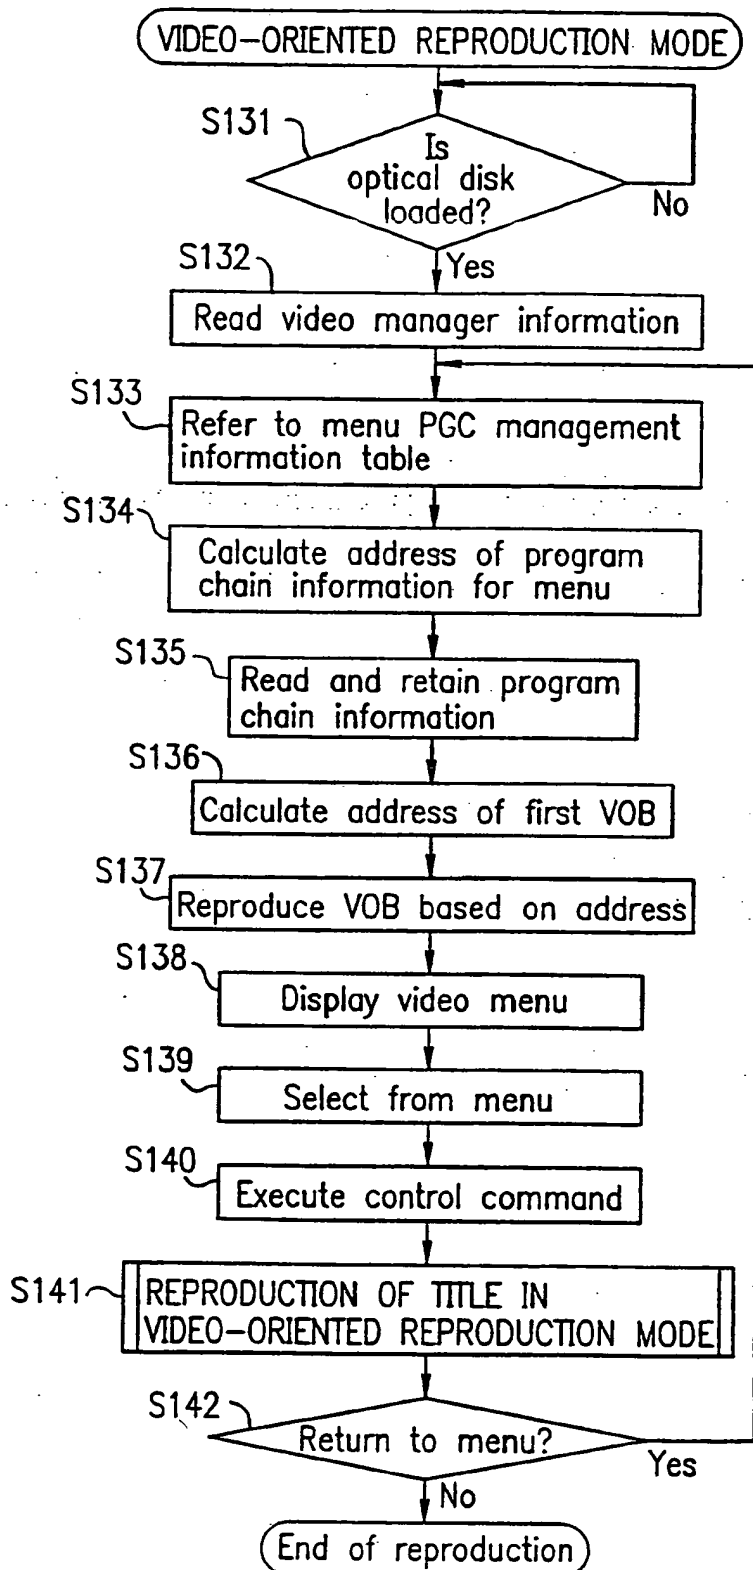 VIDEO-ORIENTED REPRODUCTION MODE
S131
Is
optical disk
loaded?
No
Yes
S132
Read video manager information
S133
Refer to menu PGC management
information table
S134
Calculate address of program
chain information for menu
S135
Read and retain program
chain information
S136
Calculate address of first VOB
S137
Reproduce VOB based on address
S138
Display video menu
S139
Select from menu
S140
Execute control command
S141
REPRODUCTION OF TITLE IN
VIDEO-ORIENTED REPRODUCTION MODE
S142
Return to menu?
Yes
No
End of reproduction